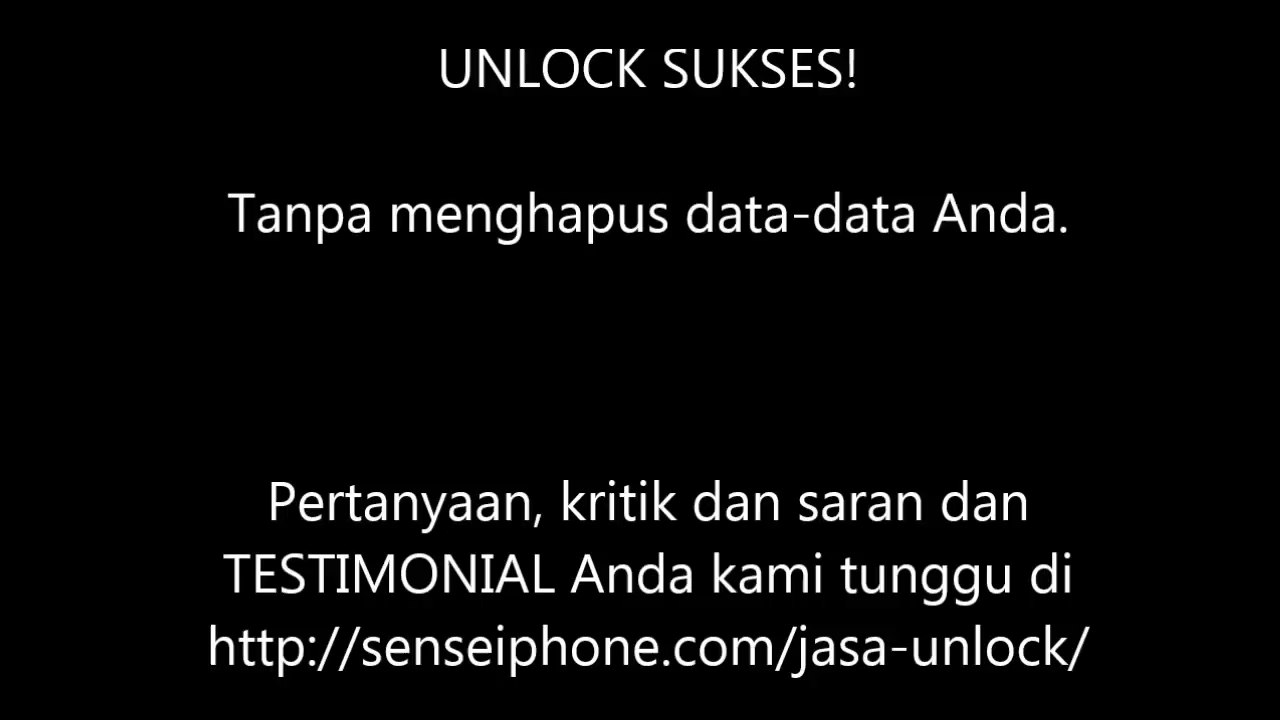 UNLOCK SUKSES!
Tanpa menghapus data-data Anda.
Pertanyaan, kritik dan saran dan
TESTIMONIAL Anda kami tunggu di
http://senseiphone.com/jasa-unlock/